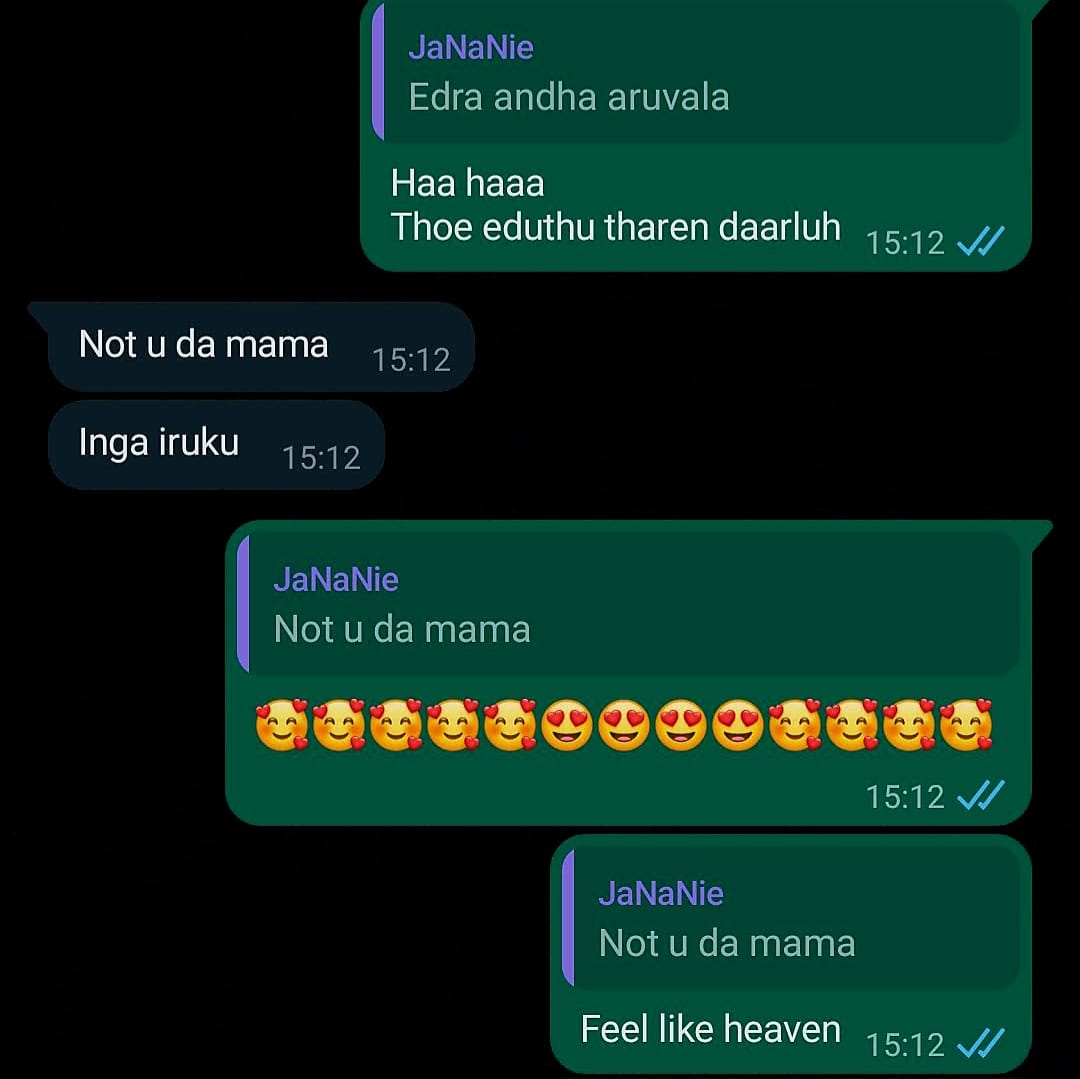 JaNaNie
Edra andha aruvala
Haa haaa
Thoe eduthu tharen daarluh 15:12
Not u da mama 15:12
Inga iruku 15:12
JaNaNie
Not u da mama
🥰🥰🥰🥰🥰😍😍😍😍🥰🥰🥰🥰
15:12
JaNaNie
Not u da mama
Feel like heaven 15:12